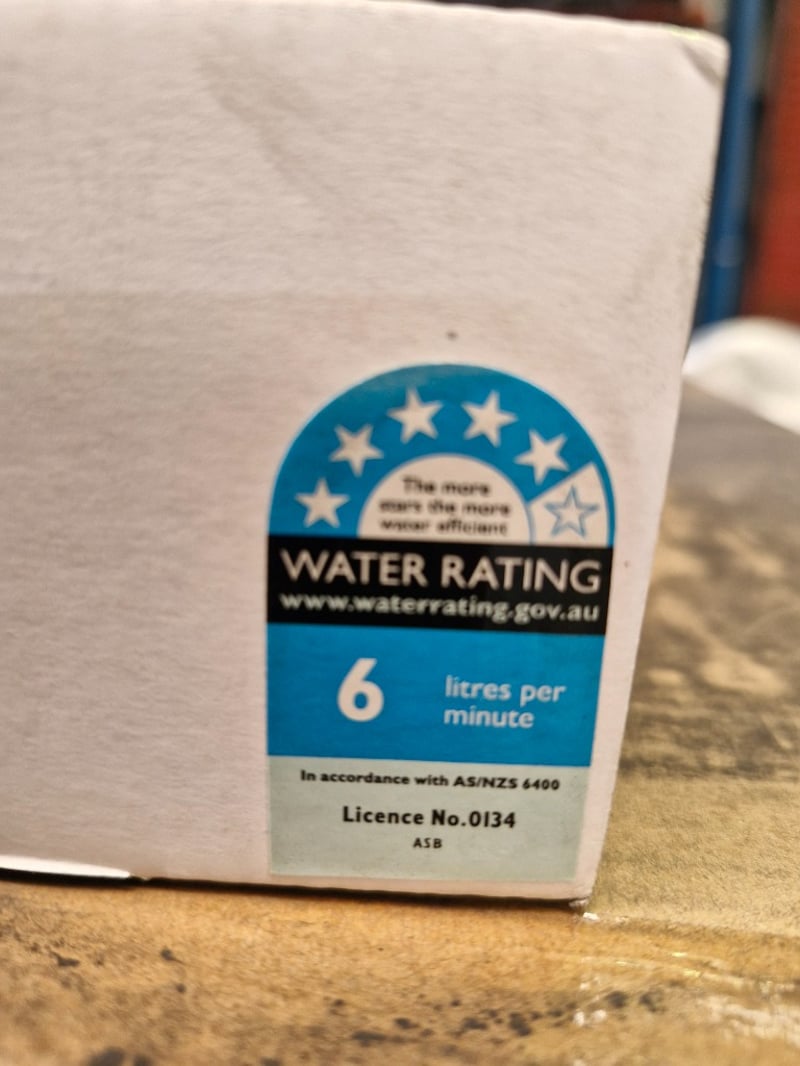 The more
stars the more
water efficient
WATER RATING
www.waterrating.gov.au
6
litres per
minute
In accordance with AS/NZS 6400
Licence No.0134
ASB